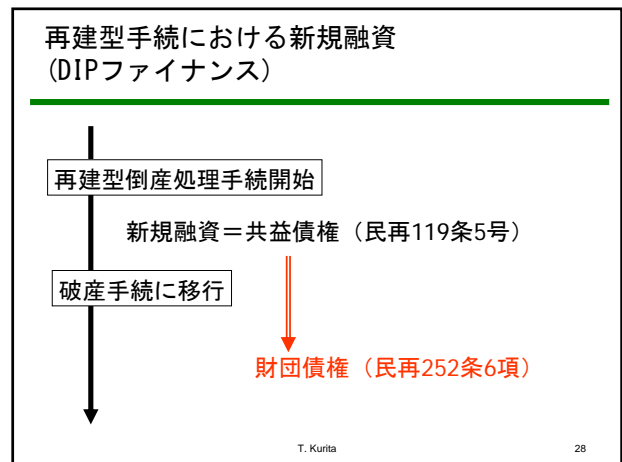 再建型手続における新規融資
(DIPファイナンス)
再建型倒産処理手続開始
新規融資＝共益債権（民再119条5号）
破産手続に移行
財団債権（民再252条6項）
T. Kurita
28